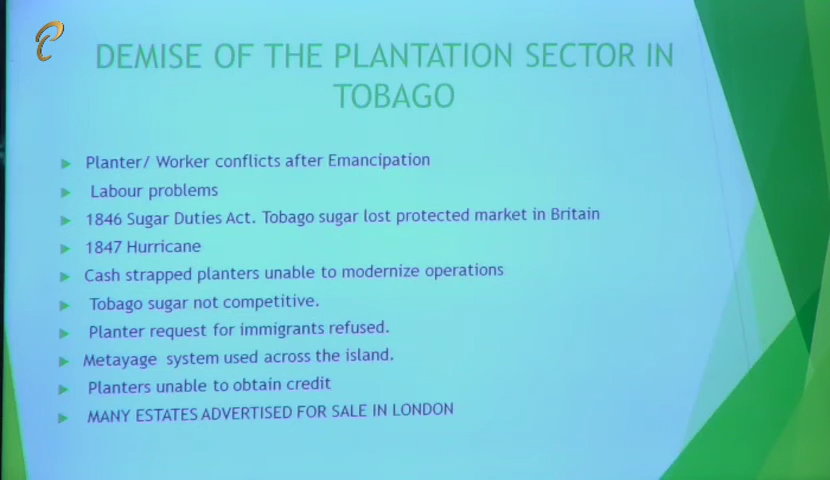 DEMISE OF THE PLANTATION SECTOR IN
TOBAGO
Planter/ Worker conflicts after Emancipation
Labour problems
1846 Sugar Duties Act. Tobago sugar lost protected market in Britain
1847 Hurricane
Cash strapped planters unable to modernize operations
Tobago sugar not competitive.
Planter request for immigrants refused.
Metayage system used across the island.
Planters unable to obtain credit
MANY ESTATES ADVERTISED FOR SALE IN LONDON